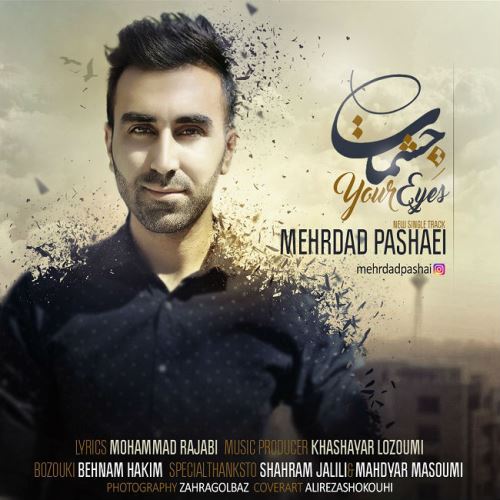 چشمات
Your Eyes
NEW SINGLE TRACK
MEHRDAD PASHAEI
mehrdadpashai
LYRICS MOHAMMAD RAJABI MUSIC PRODUCER KHASHAYAR LOZOUMI
BOZOUKI BEHNAM HAKIM SPECIALTHANKSTO SHAHRAM JALILI & MAHDYAR MASOUMI
PHOTOGRAPHY ZAHRAGOLBAZ COVERART ALIREZASHOKOUHI